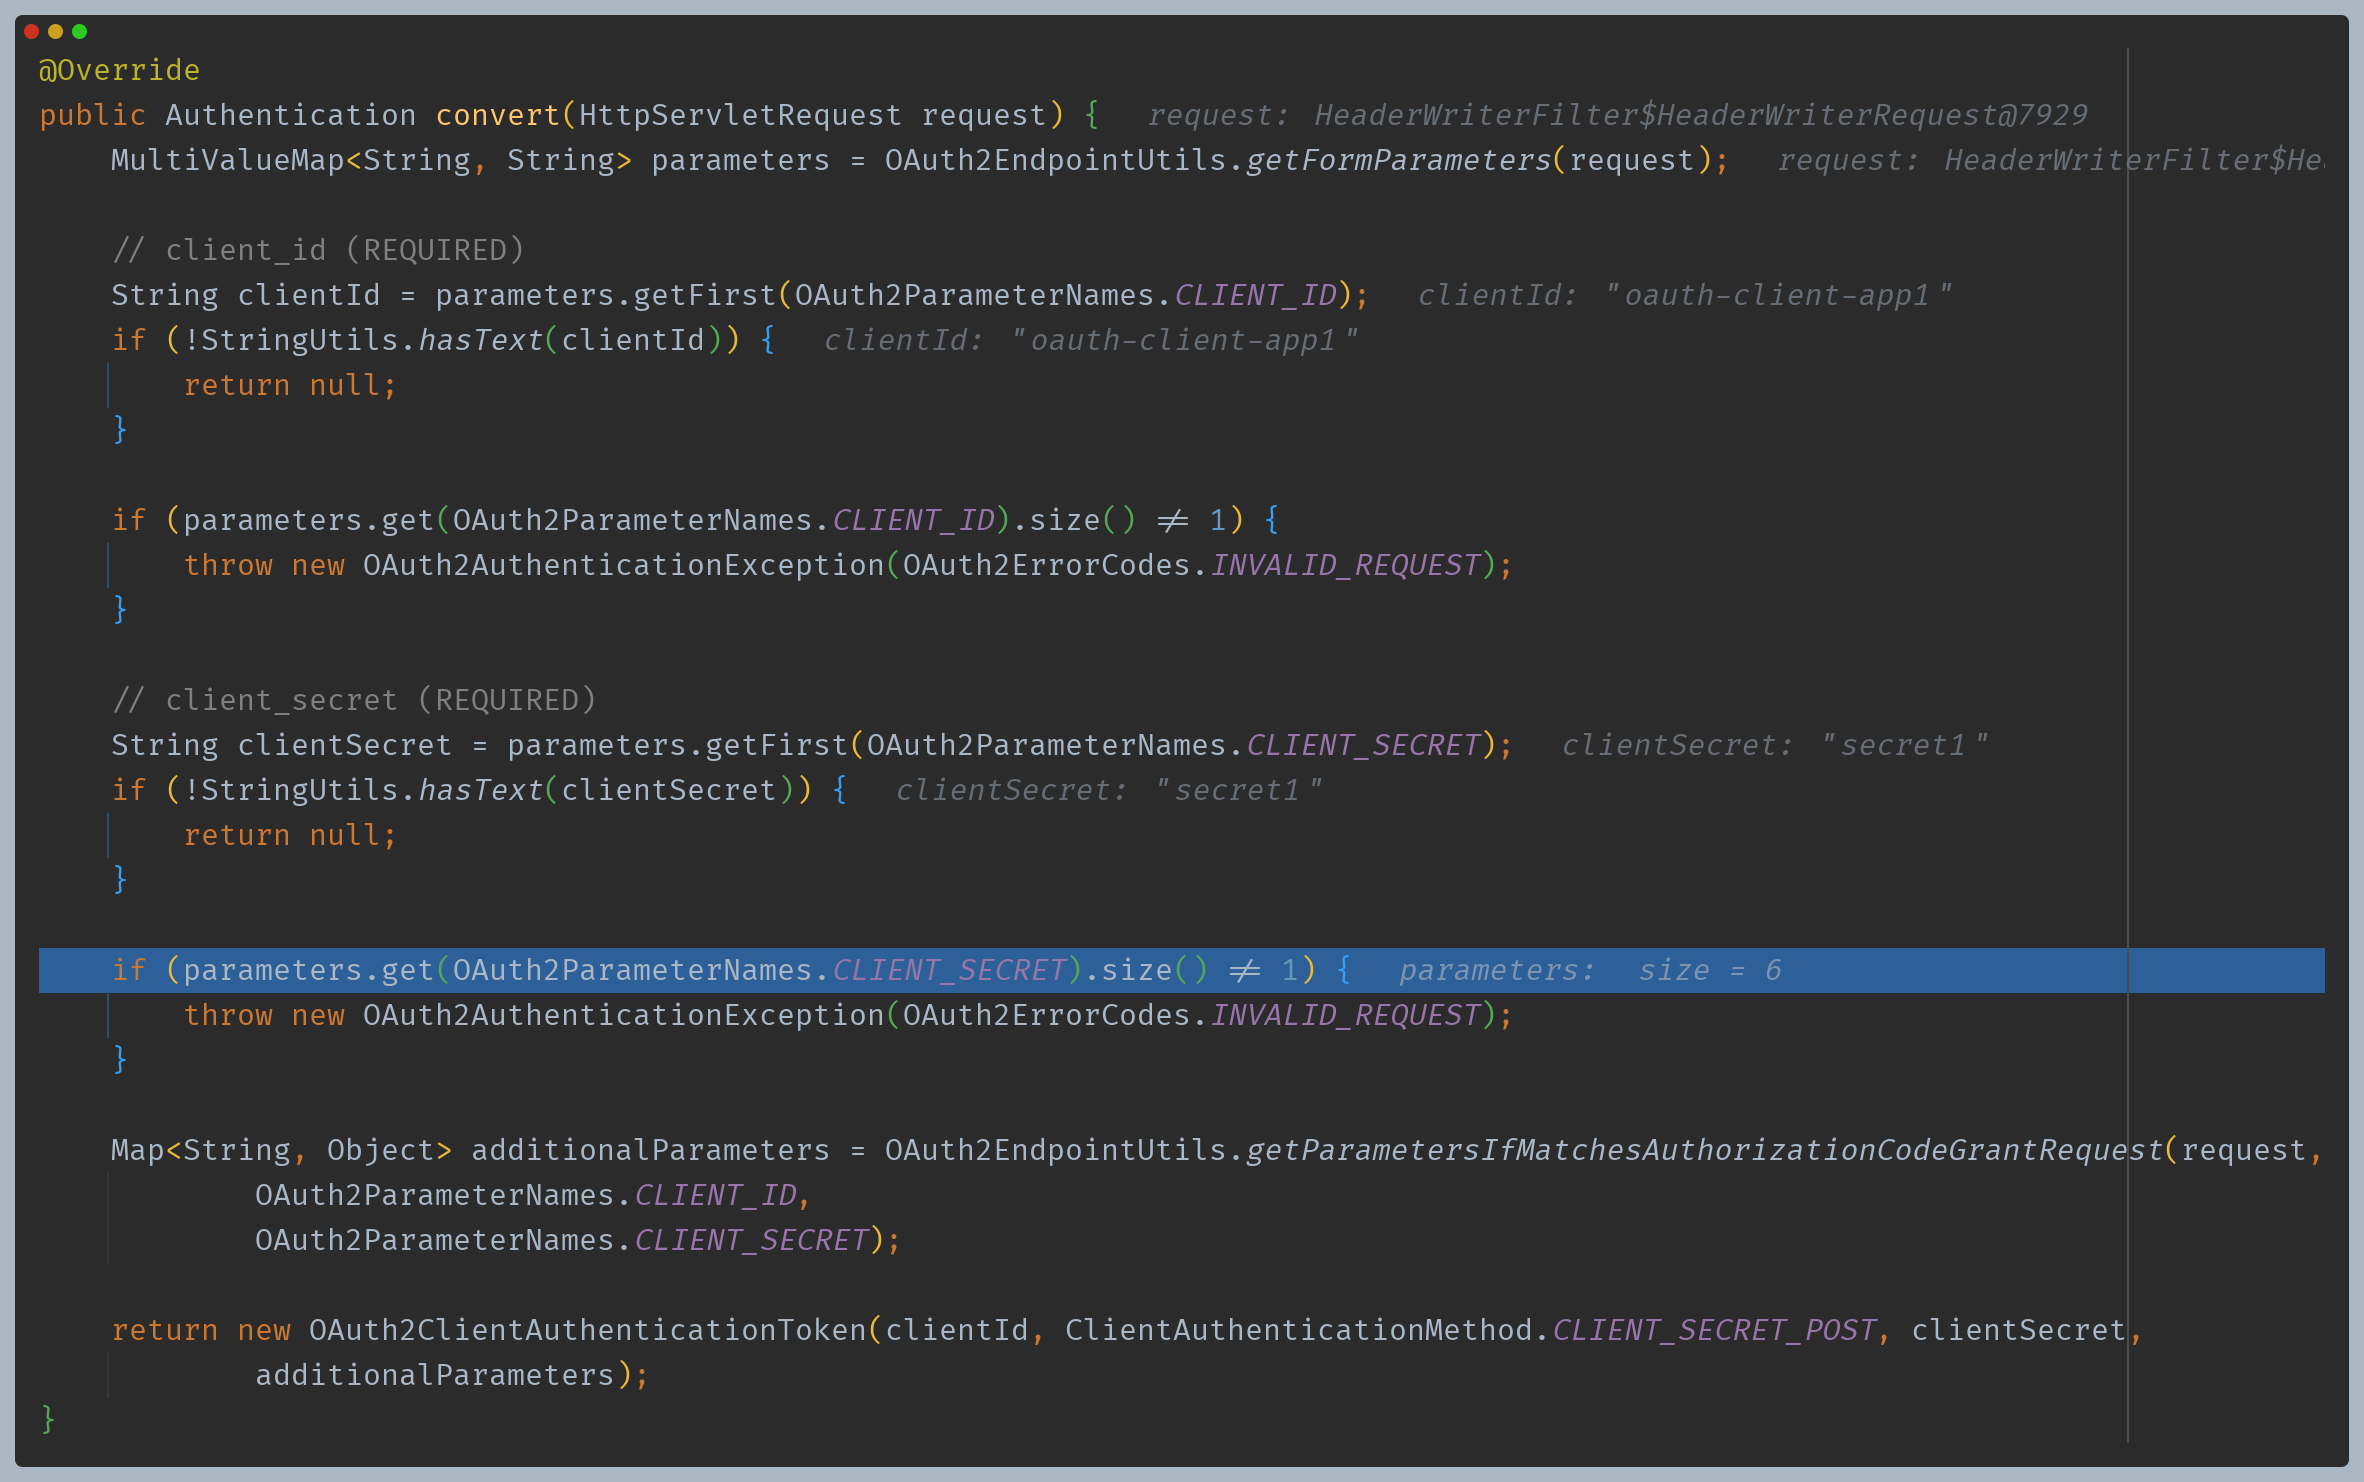 @Override
public Authentication convert(HttpServletRequest request) {   request: HeaderWriterFilter$HeaderWriterRequest@7929
    MultiValueMap<String, String> parameters = OAuth2EndpointUtils.getFormParameters(request);   request: HeaderWriterFilter$He

    // client_id (REQUIRED)
    String clientId = parameters.getFirst(OAuth2ParameterNames.CLIENT_ID);   clientId: "oauth-client-app1"
    if (!StringUtils.hasText(clientId)) {   clientId: "oauth-client-app1"
        return null;
    }

    if (parameters.get(OAuth2ParameterNames.CLIENT_ID).size() != 1) {
        throw new OAuth2AuthenticationException(OAuth2ErrorCodes.INVALID_REQUEST);
    }

    // client_secret (REQUIRED)
    String clientSecret = parameters.getFirst(OAuth2ParameterNames.CLIENT_SECRET);   clientSecret: "secret1"
    if (!StringUtils.hasText(clientSecret)) {   clientSecret: "secret1"
        return null;
    }

    if (parameters.get(OAuth2ParameterNames.CLIENT_SECRET).size() != 1) {   parameters:  size = 6
        throw new OAuth2AuthenticationException(OAuth2ErrorCodes.INVALID_REQUEST);
    }

    Map<String, Object> additionalParameters = OAuth2EndpointUtils.getParametersIfMatchesAuthorizationCodeGrantRequest(request,
            OAuth2ParameterNames.CLIENT_ID,
            OAuth2ParameterNames.CLIENT_SECRET);

    return new OAuth2ClientAuthenticationToken(clientId, ClientAuthenticationMethod.CLIENT_SECRET_POST, clientSecret,
            additionalParameters);
}